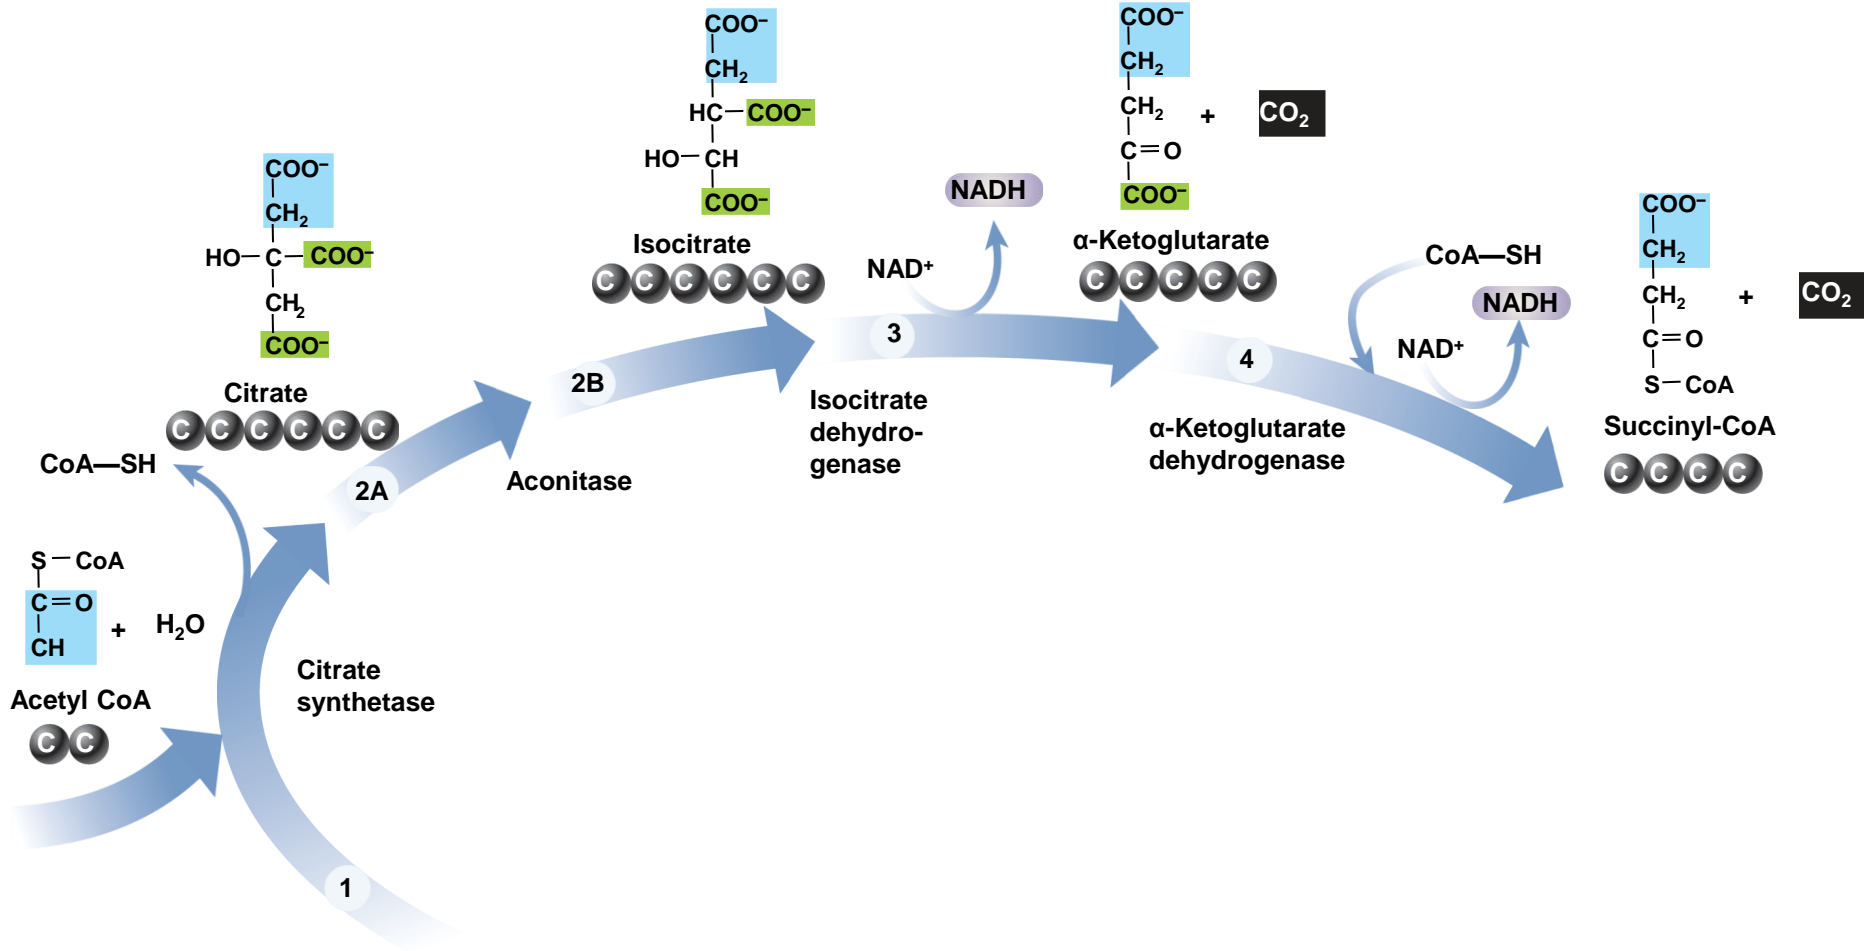 COO⁻
CH₂
HO—C—COO⁻
CH₂
COO⁻
Citrate
C C C C C C
COO⁻
CH₂
HC—COO⁻
HO—CH
COO⁻
Isocitrate
C C C C C C
COO⁻
CH₂
CH₂
C=O
COO⁻
+
CO₂
α-Ketoglutarate
C C C C C
NADH
NAD⁺
CoA—SH
NADH
NAD⁺
COO⁻
CH₂
CH₂
C=O
S—CoA
+
CO₂
Succinyl-CoA
C C C C
CoA—SH
S—CoA
C=O
CH
+
H₂O
Acetyl CoA
C C
1
Citrate
synthetase
2A
Aconitase
2B
3
Isocitrate
dehydro-
genase
4
α-Ketoglutarate
dehydrogenase